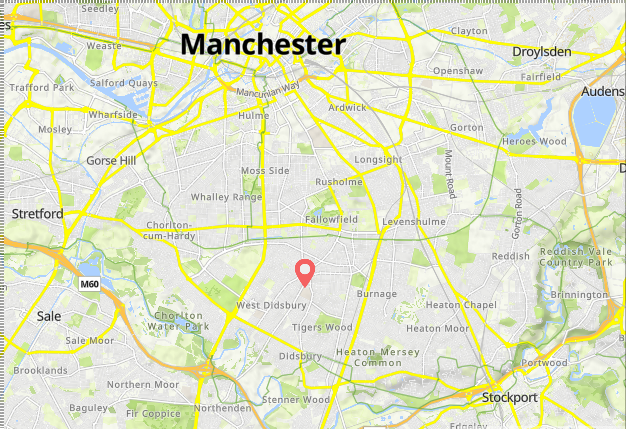 Seedley
Clayton
Manchester
Weaste
Droylsden
Openshaw
Fairfield
Salford Quays
Trafford Park
Mancunian Way
Audens
Wharfside
Hulme
Ardwick
Mosley
Gorton
Heroes Wood
Gorse Hill
Longsight
Moss Side
Mount Road
Rusholme
Whalley Range
Gorton Road
Stretford
Fallowfield
Levenshulme
Chorlton-
cum-Hardy
Reddish
Reddish Vale
Country Park
M60
Burnage
Brinnington
West Didsbury
Heaton Chapel
Sale
Chorlton
Water Park
Tigers Wood
Heaton Moor
Sale Moor
Didsbury
Heaton Mersey
Common
Portwood
Brooklands
Northern Moor
Stockport
Stenner Wood
Baguley
Fir Coppice
Northenden
Edgeley